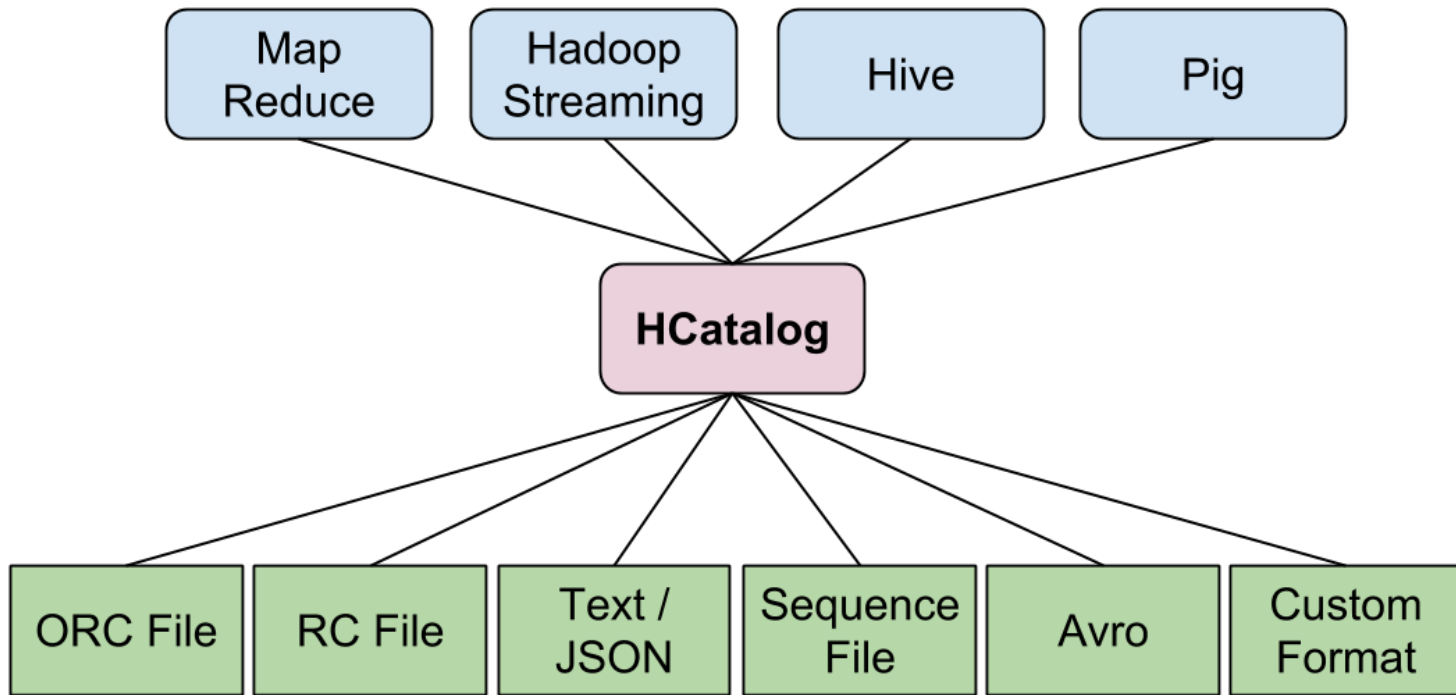 Map
Reduce
Hadoop
Streaming
Hive
Pig
HCatalog
ORC File
RC File
Text /
JSON
Sequence
File
Avro
Custom
Format